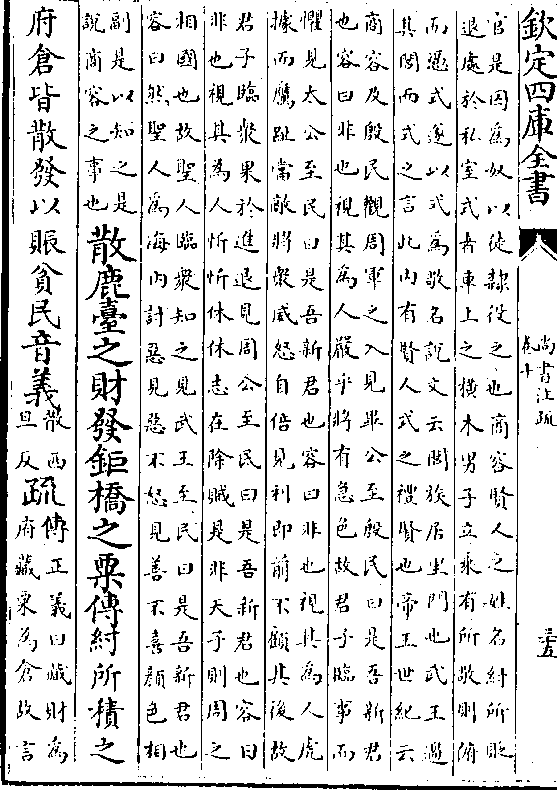 欽定四庫全書
尚書注疏
卷十
三十五
官是因為奴以徒隸役之也商容賢人之姓名紂所貶
退處於私室式者車上之橫木男子立乘有所敬則俯
而憑式遂以式為敬名說文云閭族居里門也武王過
其閭而式之言此內有賢人式之禮賢也帝王世紀云
商容及殷民觀周軍之入見畢公至殷民曰是吾新君
也容曰非也視其為人嚴乎將有急色故君子臨事而
懼見太公至民曰是吾新君也容曰非也視其為人虎
據而鷹趾當敵將衆威怒自倍見利即前不顧其後故
君子臨衆果於進退見周公至民曰是吾新君也容曰
非也視其為人忻忻休休志在除賊是非天子則周之
相國也故聖人臨衆知之見武王至民曰是吾新君也
容曰然聖人為海內討惡見惡不怒見善不喜顔色相
副是以知之是
說商容之事也
散鹿臺之財發鉅橋之粟傳紂所積之
府倉皆散發以賑貧民音義
散西
旦反
疏
傳正義曰藏財為
府藏粟為倉故言